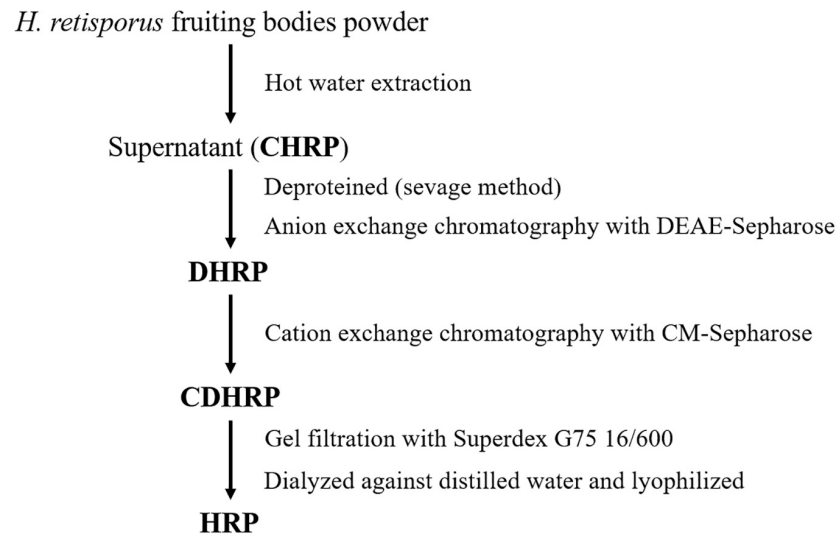 H. retisporus fruiting bodies powder
Hot water extraction
Supernatant (CHRP)
Deproteined (sevage method)
Anion exchange chromatography with DEAE-Sepharose
DHRP
Cation exchange chromatography with CM-Sepharose
CDHRP
Gel filtration with Superdex G75 16/600
Dialyzed against distilled water and lyophilized
HRP